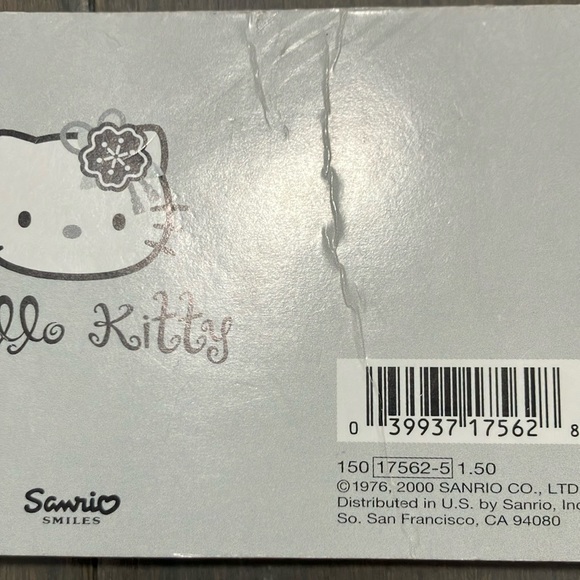 llo Kitty
0 39937 17562 8
150 17562-5 1.50
©1976, 2000 SANRIO CO., LTD
Distributed in U.S. by Sanrio, Inc
So. San Francisco, CA 94080
Sanrio
SMILES